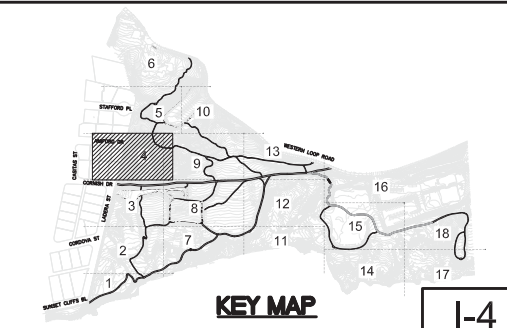 6
STAFFORD PL
5
10
4
CASITAS ST
9
13
WESTERN LOOP ROAD
CORNISH DR
16
LADERA ST
3
8
12
15
18
CORDOVA ST
2
7
11
14
17
1
SUNSET CLIFFS BL
KEY MAP
I-4